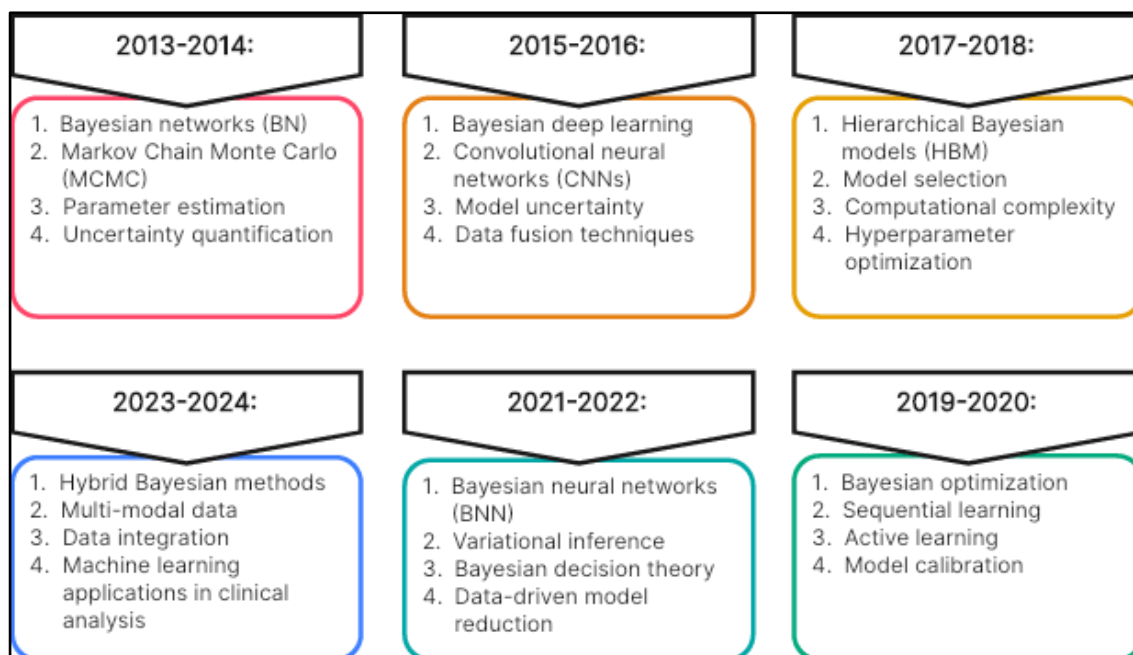 2013-2014:
1. Bayesian networks (BN)
2. Markov Chain Monte Carlo
(MCMC)
3. Parameter estimation
4. Uncertainty quantification
2015-2016:
1. Bayesian deep learning
2. Convolutional neural
networks (CNNs)
3. Model uncertainty
4. Data fusion techniques
2017-2018:
1. Hierarchical Bayesian
models (HBM)
2. Model selection
3. Computational complexity
4. Hyperparameter
optimization
2023-2024:
1. Hybrid Bayesian methods
2. Multi-modal data
3. Data integration
4. Machine learning
applications in clinical
analysis
2021-2022:
1. Bayesian neural networks
(BNN)
2. Variational inference
3. Bayesian decision theory
4. Data-driven model
reduction
2019-2020:
1. Bayesian optimization
2. Sequential learning
3. Active learning
4. Model calibration